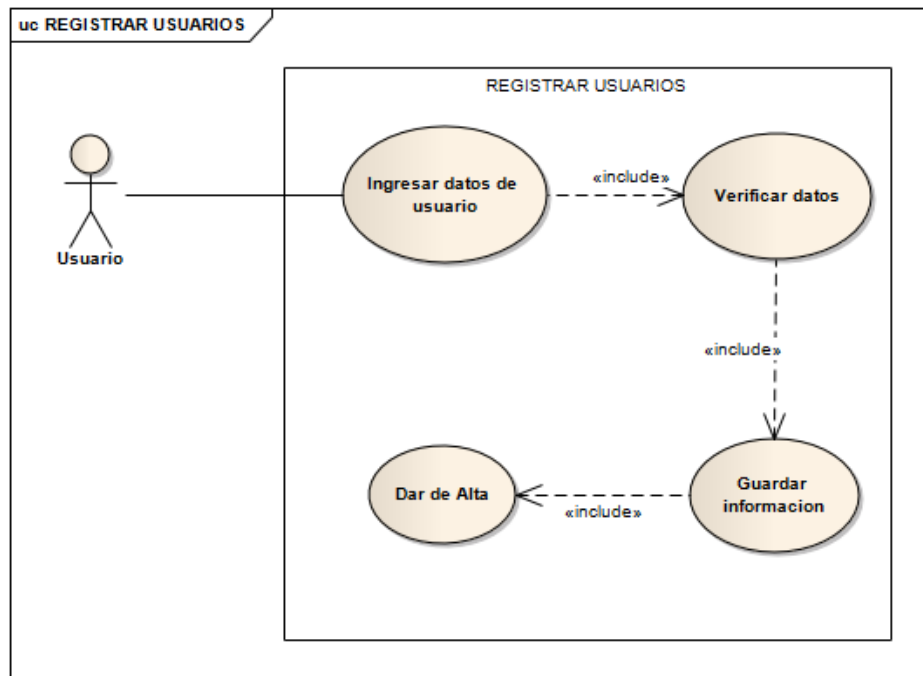 uc REGISTRAR USUARIOS
REGISTRAR USUARIOS
Usuario
Ingresar datos de
usuario
«include»
Verificar datos
«include»
Guardar
informacion
«include»
Dar de Alta